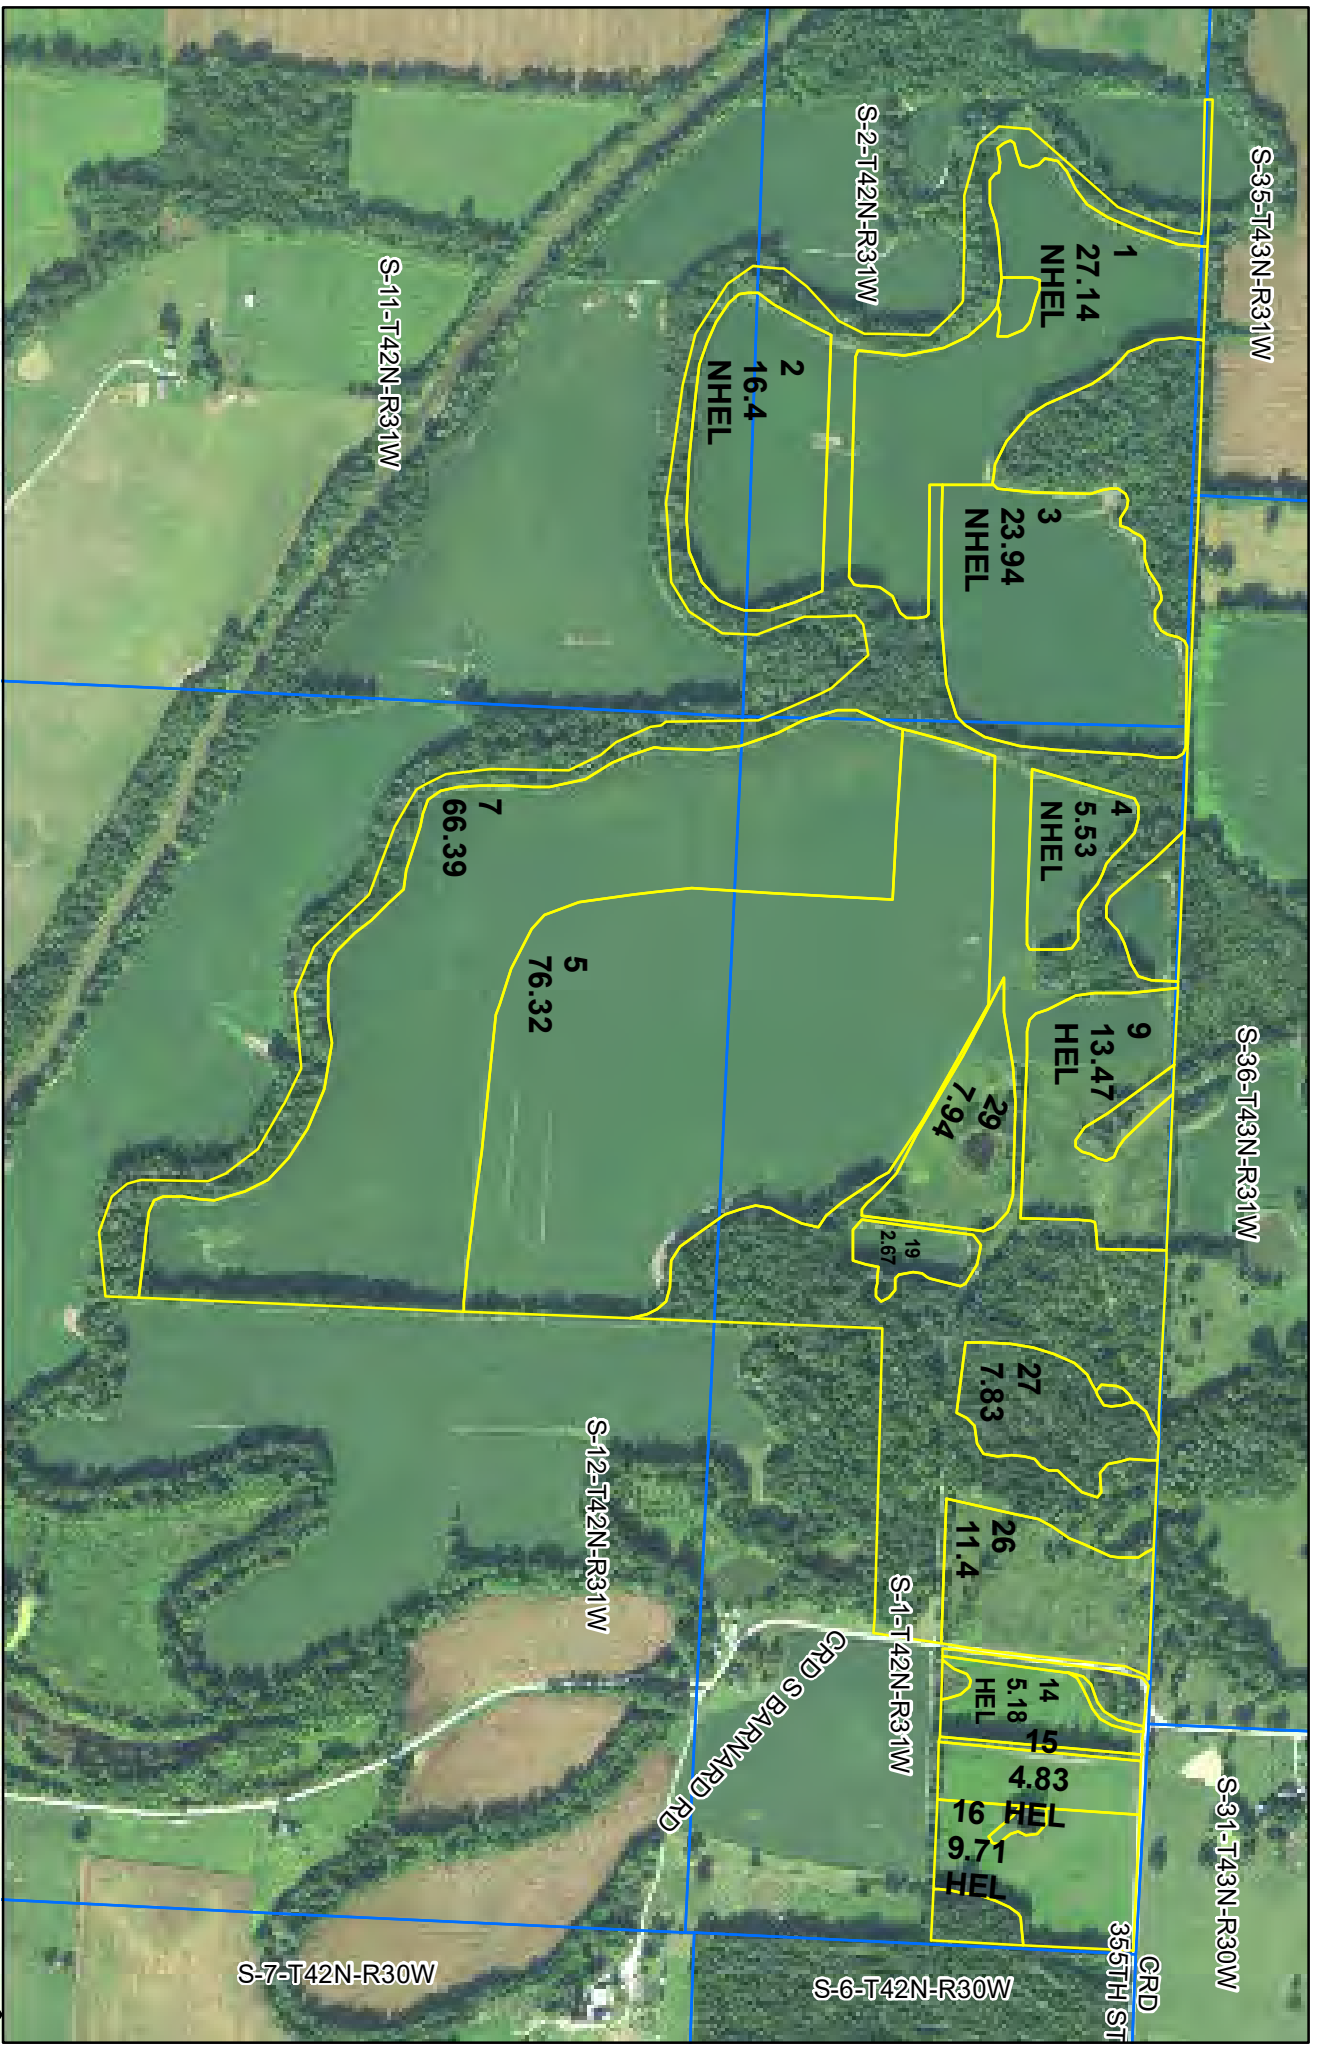 S-35-T43N-R31W
S-2-T42N-R31W
1
27.14
NHEL
S-11-T42N-R31W
2
16.4
NHEL
3
23.94
NHEL
4
5.53
NHEL
7
66.39
5
76.32
9
13.47
HEL
S-36-T43N-R31W
29
7.94
19
2.67
27
7.83
S-12-T42N-R31W
26
11.4
S-1-T42N-R31W
CRD S BARNARD RD
14
5.18
HEL
15
4.83
HEL
16
9.71
HEL
S-31-T43N-R30W
CRD
355TH ST
S-7-T42N-R30W
S-6-T42N-R30W